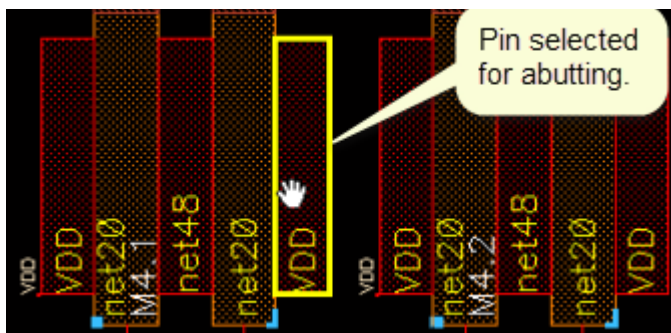 Pin selected
for abutting.
VDD
VDD
net20
M4.1
net48
net20
VDD
VDD
VDD
net20
M4.2
net48
net20
VDD